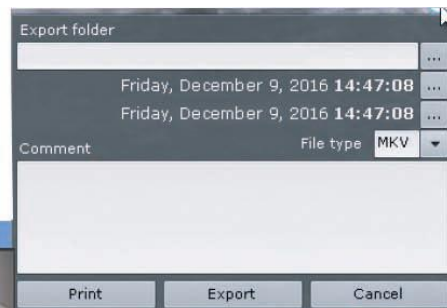 Export folder
...
Friday, December 9, 2016 14:47:08 ...
Friday, December 9, 2016 14:47:08 ...
Comment File type MKV
Print Export Cancel